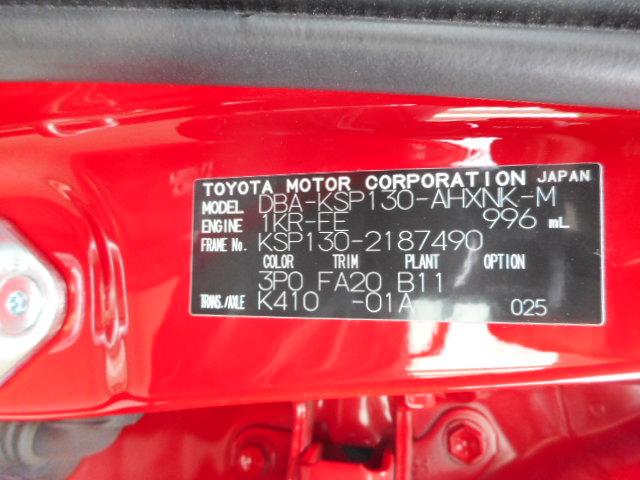 TOYOTA MOTOR CORPORATION JAPAN
MODEL DBA-KSP130-AHXNK-M
ENGINE 1KR-FE 996 mL
FRAME No. KSP130-2187490
COLOR TRIM PLANT OPTION
3P0 FA20 B11
TRANS./AXLE K410 -01A 025